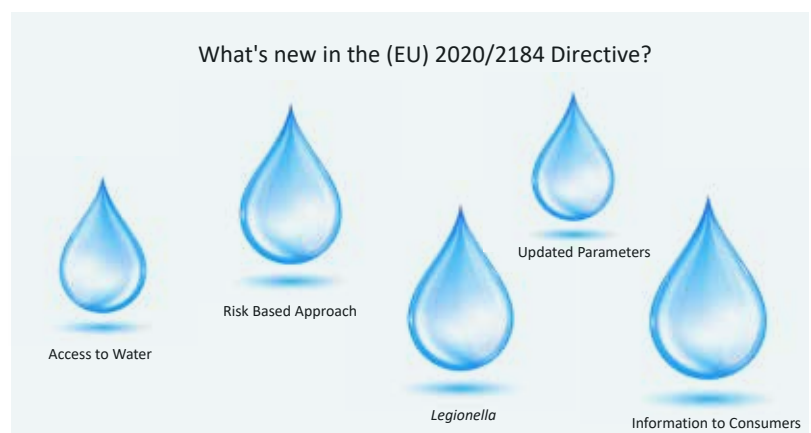 What's new in the (EU) 2020/2184 Directive?
Access to Water
Risk Based Approach
Legionella
Updated Parameters
Information to Consumers